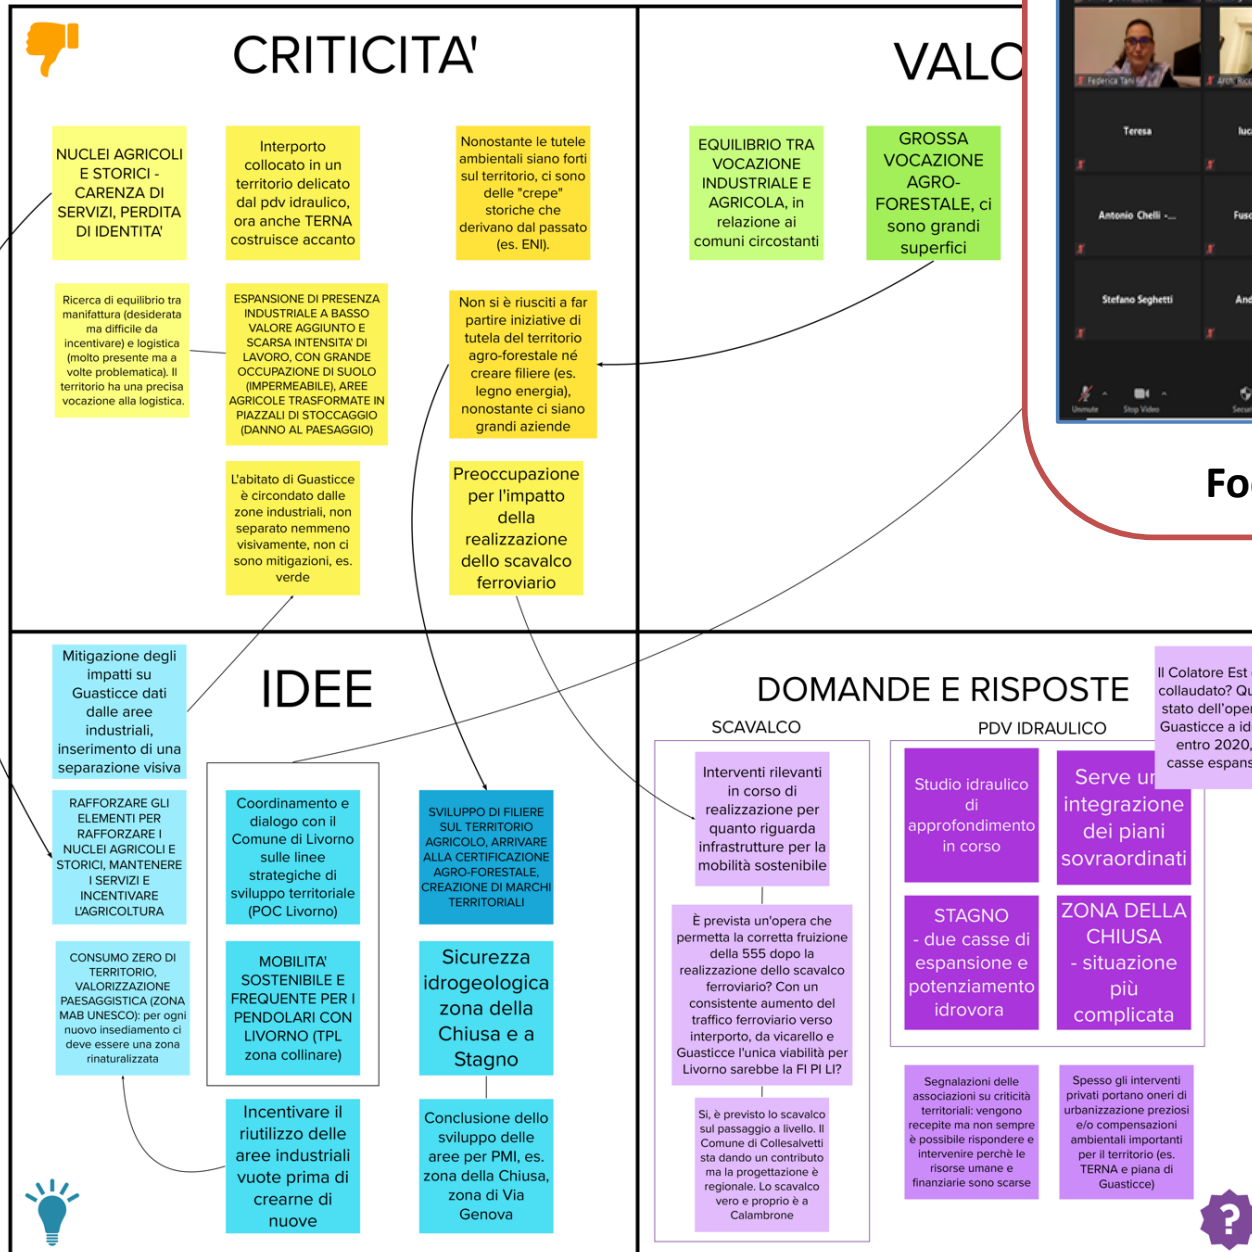 CRITICITA'
NUCLEI AGRICOLI
E STORICI -
CARENZA DI
SERVIZI, PERDITA
DI IDENTITA'
Interporto
collocato in un
territorio delicato
dal pdv idraulico,
ora anche TERNA
costruisce accanto
Nonostante le tutele
ambientali siano forti
sul territorio, ci sono
delle "crepe"
storiche che
derivano dal passato
(es. ENI).
Ricerca di equilibrio tra
manifattura (desiderata
ma difficile da
incentivare) e logistica
(molto presente ma a
volte problematica). Il
territorio ha una precisa
vocazione alla logistica.
ESPANSIONE DI PRESENZA
INDUSTRIALE A BASSO
VALORE AGGIUNTO E
SCARSA INTENSITA' DI
LAVORO, CON GRANDE
OCCUPAZIONE DI SUOLO
(IMPERMEABILE), AREE
AGRICOLE TRASFORMATE IN
PIAZZALI DI STOCCAGGIO
(DANNO AL PAESAGGIO)
Non si è riusciti a far
partire iniziative di
tutela del territorio
agro-forestale né
creare filiere (es.
legno energia),
nonostante ci siano
grandi aziende
L'abitato di Guasticce
è circondato dalle
zone industriali, non
separato nemmeno
visivamente, non ci
sono mitigazioni, es.
verde
Preoccupazione
per l'impatto
della
realizzazione
dello scavalco
ferroviario
VALO
EQUILIBRIO TRA
VOCAZIONE
INDUSTRIALE E
AGRICOLA, in
relazione ai
comuni circostanti
GROSSA
VOCAZIONE
AGRO-
FORESTALE, ci
sono grandi
superfici
Federica Tani
Teresa
luc
Antonio Chelli -...
Fusc
Stefano Seghetti
And
Unmute
Stop Video
Secu
Foc
IDEE
Mitigazione degli
impatti su
Guasticce dati
dalle aree
industriali,
inserimento di una
separazione visiva
RAFFORZARE GLI
ELEMENTI PER
RAFFORZARE I
NUCLEI AGRICOLI E
STORICI, MANTENERE
I SERVIZI E
INCENTIVARE
L'AGRICOLTURA
Coordinamento e
dialogo con il
Comune di Livorno
sulle linee
strategiche di
sviluppo territoriale
(POC Livorno)
SVILUPPO DI FILIERE
SUL TERRITORIO
AGRICOLO, ARRIVARE
ALLA CERTIFICAZIONE
AGRO-FORESTALE,
CREAZIONE DI MARCHI
TERRITORIALI
CONSUMO ZERO DI
TERRITORIO,
VALORIZZAZIONE
PAESAGGISTICA (ZONA
MAB UNESCO): per ogni
nuovo insediamento ci
deve essere una zona
rinaturalizzata
MOBILITA'
SOSTENIBILE E
FREQUENTE PER I
PENDOLARI CON
LIVORNO (TPL
zona collinare)
Sicurezza
idrogeologica
zona della
Chiusa e a
Stagno
Incentivare il
riutilizzo delle
aree industriali
vuote prima di
crearne di
nuove
Conclusione dello
sviluppo delle
aree per PMI, es.
zona della Chiusa,
zona di Via
Genova
DOMANDE E RISPOSTE
SCAVALCO
Interventi rilevanti
in corso di
realizzazione per
quanto riguarda
infrastrutture per la
mobilità sostenibile
È prevista un'opera che
permetta la corretta fruizione
della 555 dopo la
realizzazione dello scavalco
ferroviario? Con un
consistente aumento del
traffico ferroviario verso
interporto, da vicarello e
Guasticce l'unica viabilità per
Livorno sarebbe la FI PI LI?
Si, è previsto lo scavalco
sul passaggio a livello. Il
Comune di Collesalvetti
sta dando un contributo
ma la progettazione è
regionale. Lo scavalco
vero e proprio è a
Calambrone
PDV IDRAULICO
Studio idraulico
di
approfondimento
in corso
Serve un
integrazione
dei piani
sovraordinati
STAGNO
- due casse di
espansione e
potenziamento
idrovora
ZONA DELLA
CHIUSA
- situazione
più
complicata
Il Colatore Est
collaudato? Qu
stato dell'oper
Guasticce a id
entro 2020,
casse espans
Segnalazioni delle
associazioni su criticità
territoriali: vengono
recepite ma non sempre
è possibile rispondere e
intervenire perchè le
risorse umane e
finanziarie sono scarse
Spesso gli interventi
privati portano oneri di
urbanizzazione preziosi
e/o compensazioni
ambientali importanti
per il territorio (es.
TERNA e piana di
Guasticce)
?